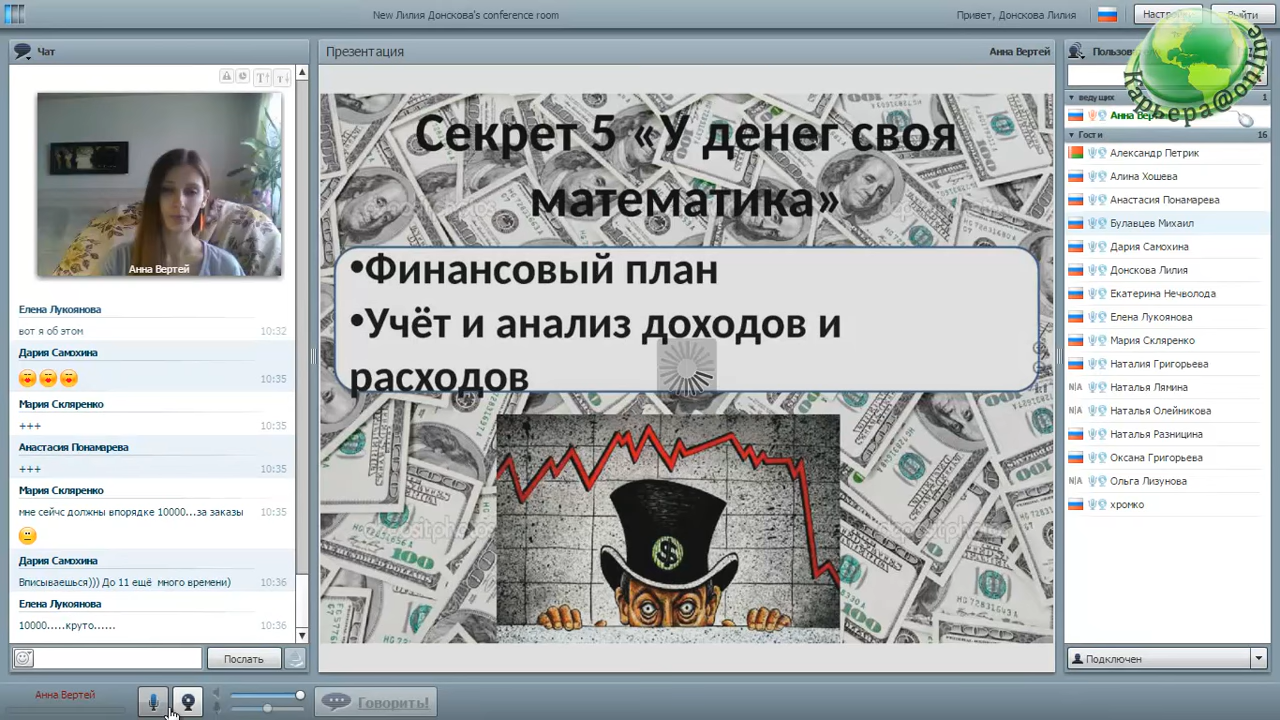 New Лилия Донскова's conference room
Привет, Донскова Лилия
Выйти
Чат
Анна Вертей
Елена Лукоянова
вот я об этом 10:32
Дария Самохина
10:35
Мария Скляренко
+++ 10:35
Анастасия Понамарева
+++ 10:35
Мария Скляренко
мне сейчс должны впорядке 10000...за заказы 10:35
Дария Самохина
Вписываешься))) До 11 ещё много времени) 10:36
Елена Лукоянова
10000.....круто...... 10:36
Послать
Анна Вертей
Говорить!
Презентация Анна Вертей
Секрет 5 «У денег своя
математика»
•Финансовый план
•Учёт и анализ доходов и
расходов
Карьера@online
ведущих 1
Гости 16
Александр Петрик
Алина Хошева
Анастасия Понамарева
Булавцев Михаил
Дария Самохина
Донскова Лилия
Екатерина Нечволода
Елена Лукоянова
Мария Скляренко
Наталия Григорьева
N/A Наталья Лямина
N/A Наталья Олейникова
Наталья Разницина
Оксана Григорьева
N/A Ольга Лизунова
хромко
Подключен